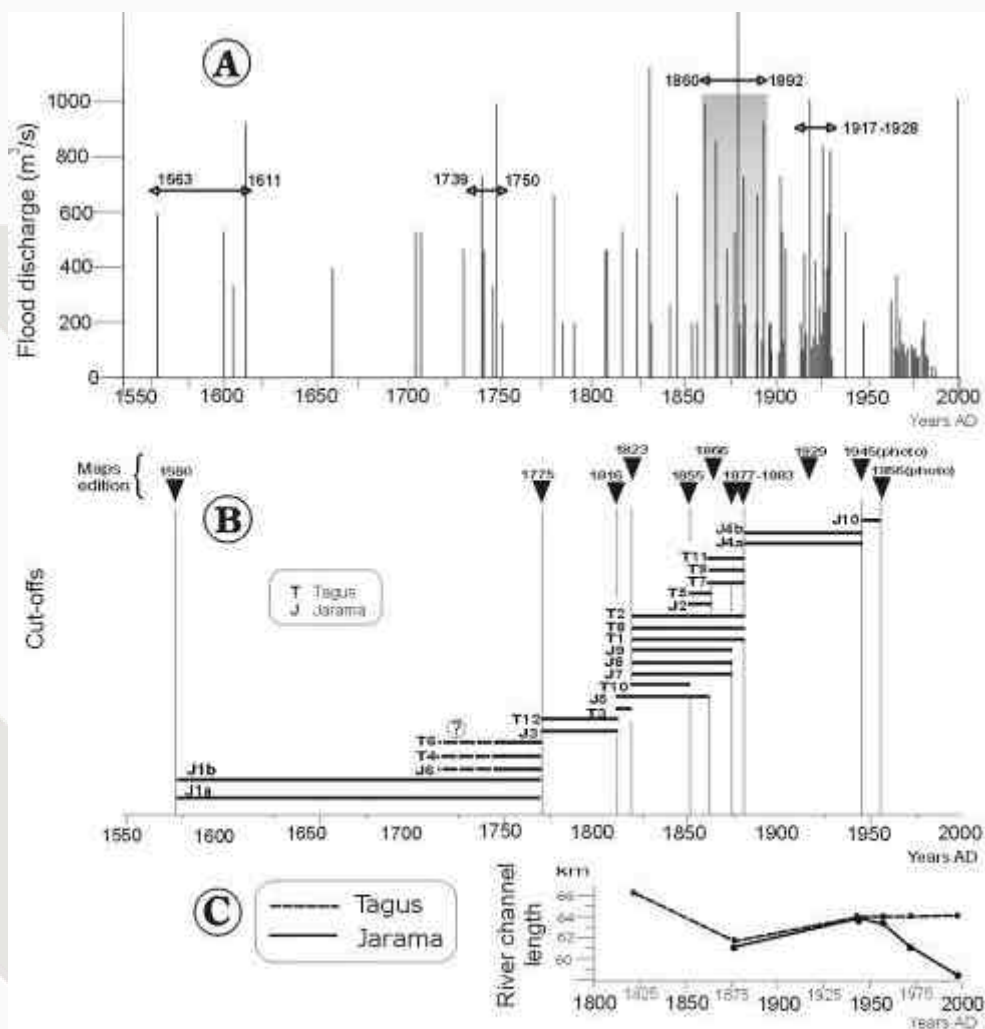 A
1860
1892
1000
1917-1928
800
1563
1611
1739
1750
600
400
200
0
Flood discharge (m³/s)
1550
1600
1650
1700
1750
1800
1850
1900
1950
2000
Years AD
Maps
edition
1580
1775
1816
1823
1855
1866
1877-1883
1929
1945(photo)
1956(photo)
B
Cut-offs
T Tagus
J Jarama
J10
J4b
J4a
T11
T9
T7
T5
J2
T2
T8
T1
J9
J8
J7
T10
J5
T3
T12
J3
?
T6
T4
J6
J1b
J1a
1550
1600
1650
1700
1750
1800
1850
1900
1950
2000
Years AD
C
Tagus
Jarama
km
River channel
length
66
64
62
60
1800
1825
1850
1875
1900
1925
1950
1975
2000
Years AD